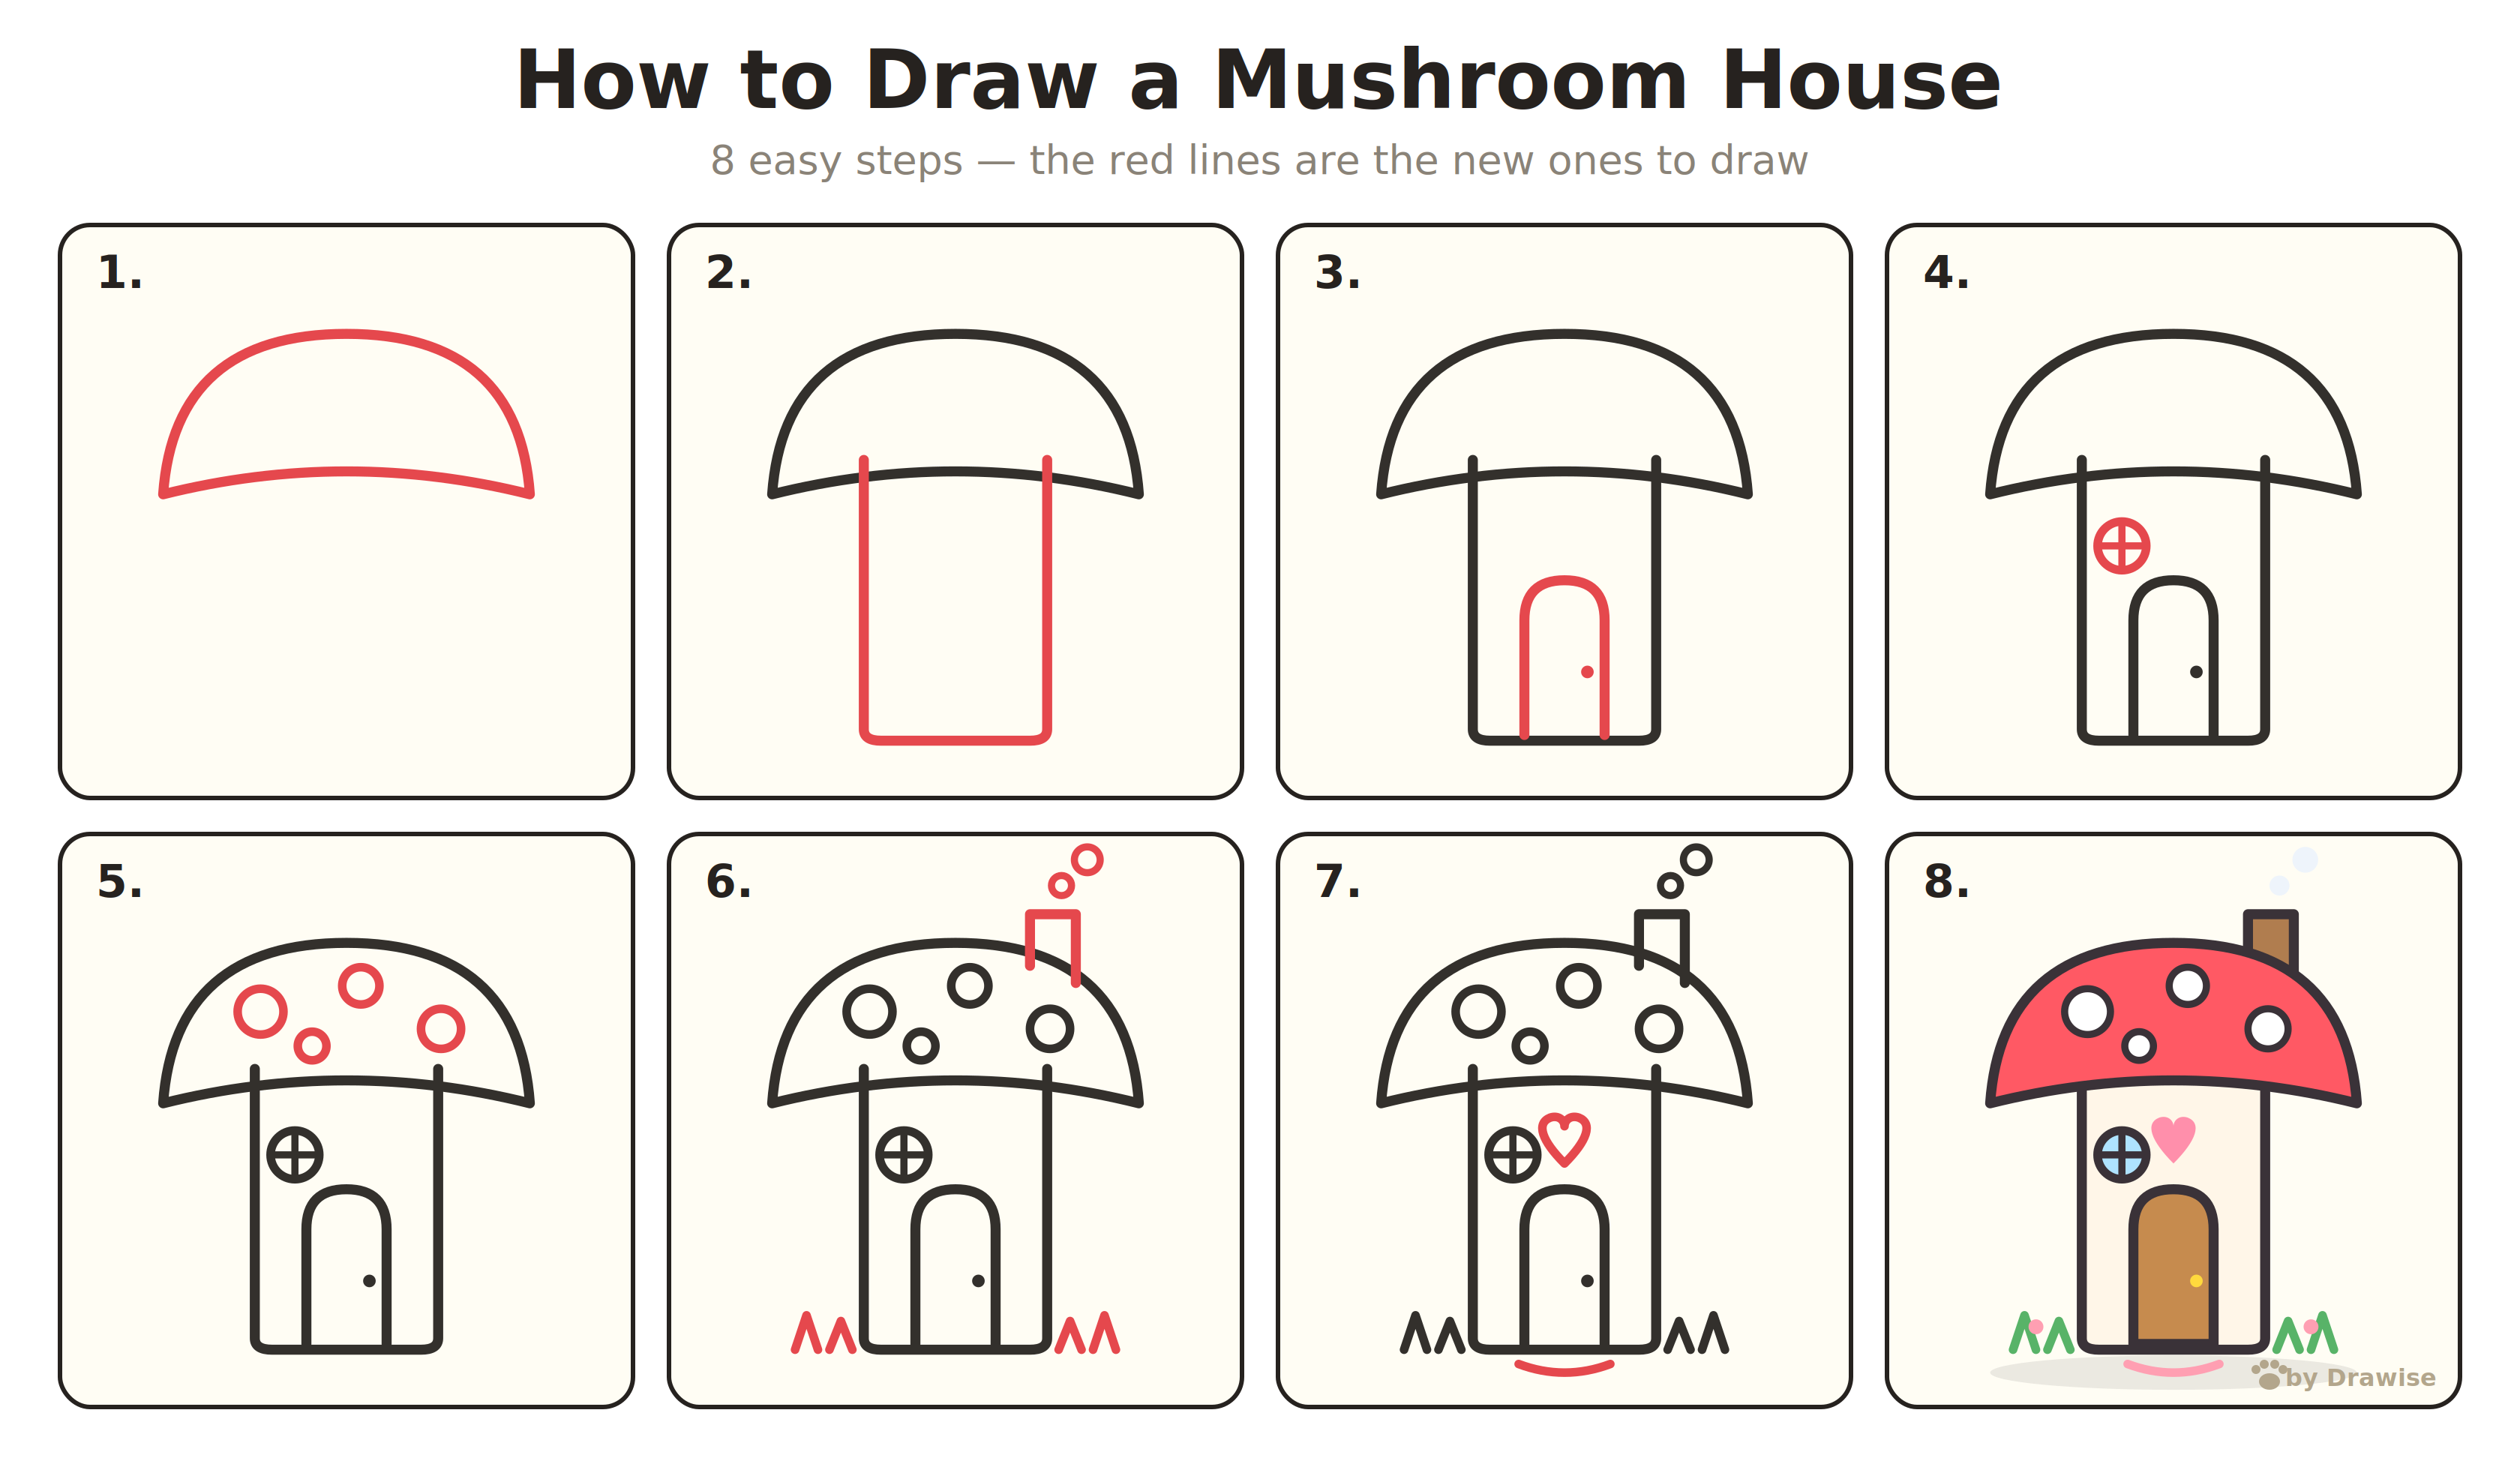 How to Draw a Mushroom House
8 easy steps — the red lines are the new ones to draw
1.
2.
3.
4.
5.
6.
7.
8.
by Drawise